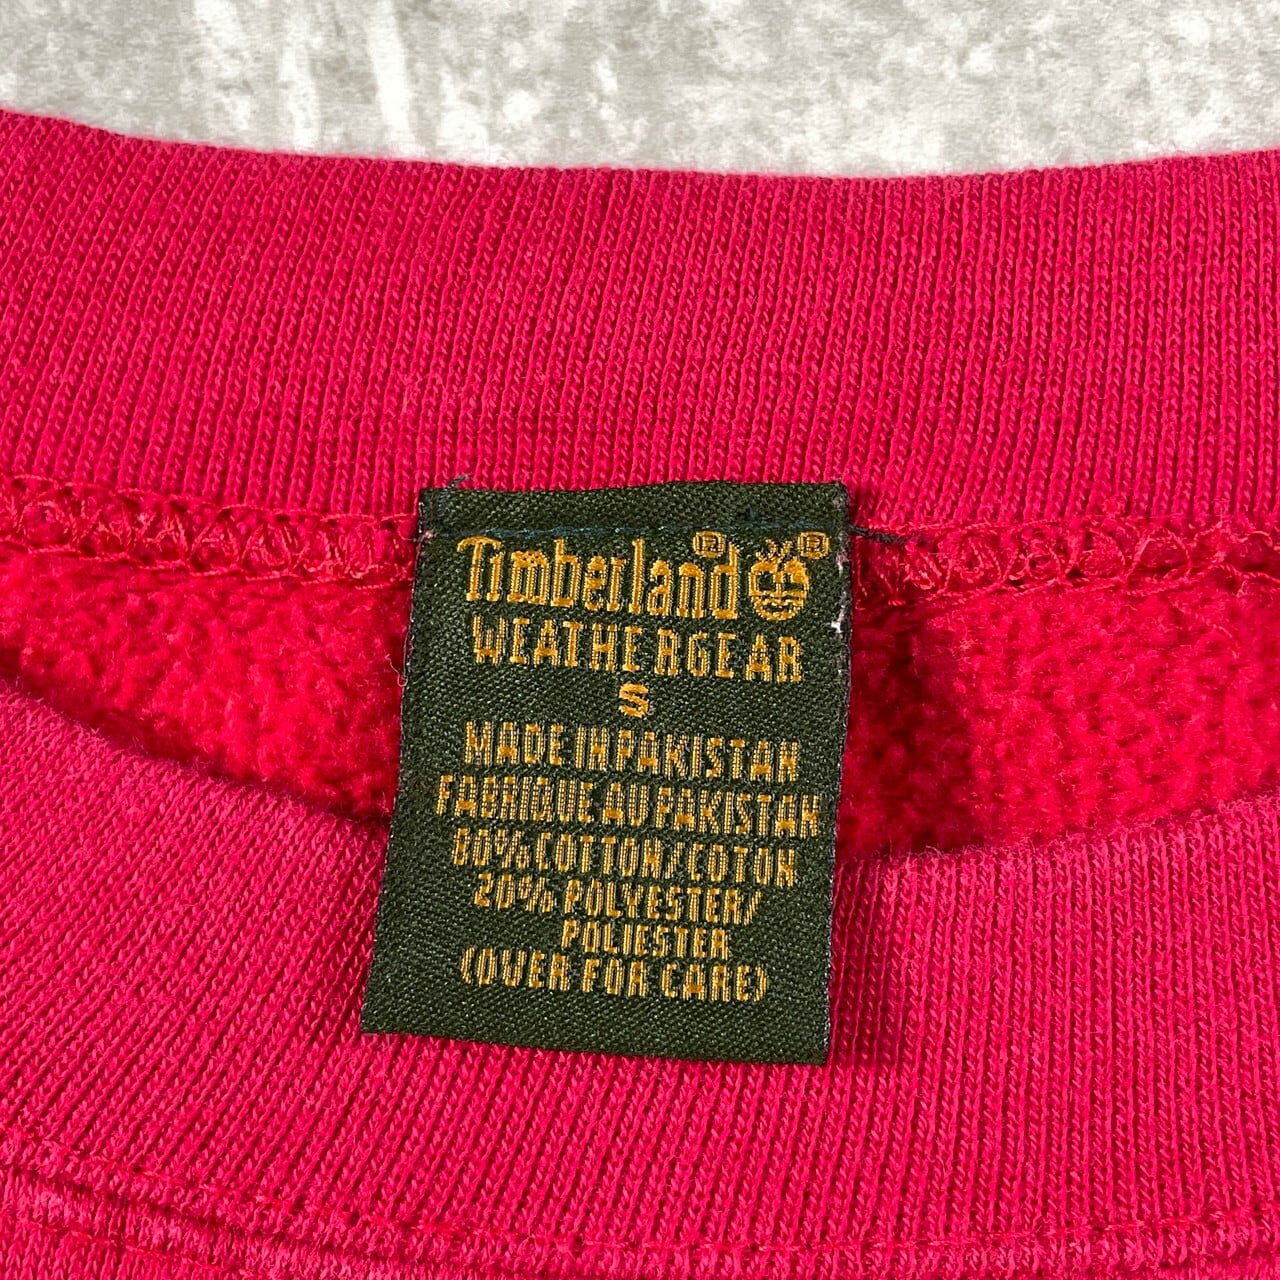 Timberland® ®
WEATHERGEAR
S
MADE IN PAKISTAN
FABRIQUE AU PAKISTAN
80% COTTON/COTON
20% POLYESTER/
POLIESTER
(OVER FOR CARE)